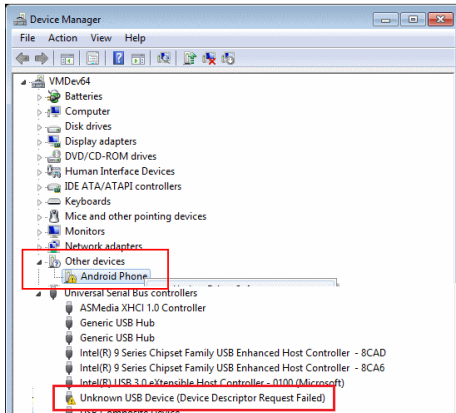 Device Manager
File Action View Help
VMDev64
Batteries
Computer
Disk drives
Display adapters
DVD/CD-ROM drives
Human Interface Devices
IDE ATA/ATAPI controllers
Keyboards
Mice and other pointing devices
Monitors
Network adapters
Other devices
Android Phone
Universal Serial Bus controllers
ASMedia XHCI 1.0 Controller
Generic USB Hub
Generic USB Hub
Intel(R) 9 Series Chipset Family USB Enhanced Host Controller - 8CAD
Intel(R) 9 Series Chipset Family USB Enhanced Host Controller - 8CA6
Intel(R) USB 3.0 eXtensible Host Controller - 0100 (Microsoft)
Unknown USB Device (Device Descriptor Request Failed)
USB Composite Device